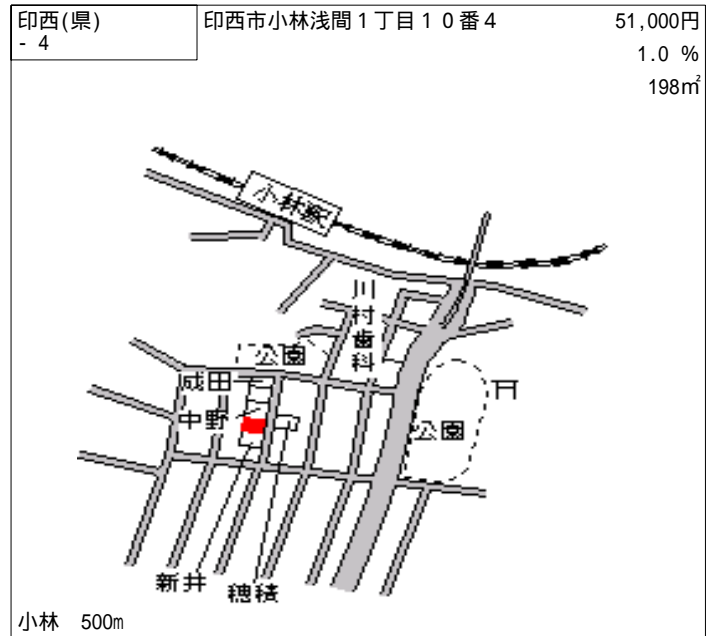 印西(県)
- 4
印西市小林浅間1丁目10番4
51,000円
1.0 %
198㎡
小林駅
川村歯科
公園
成田
中野
公園
新井
穂積
小林 500m